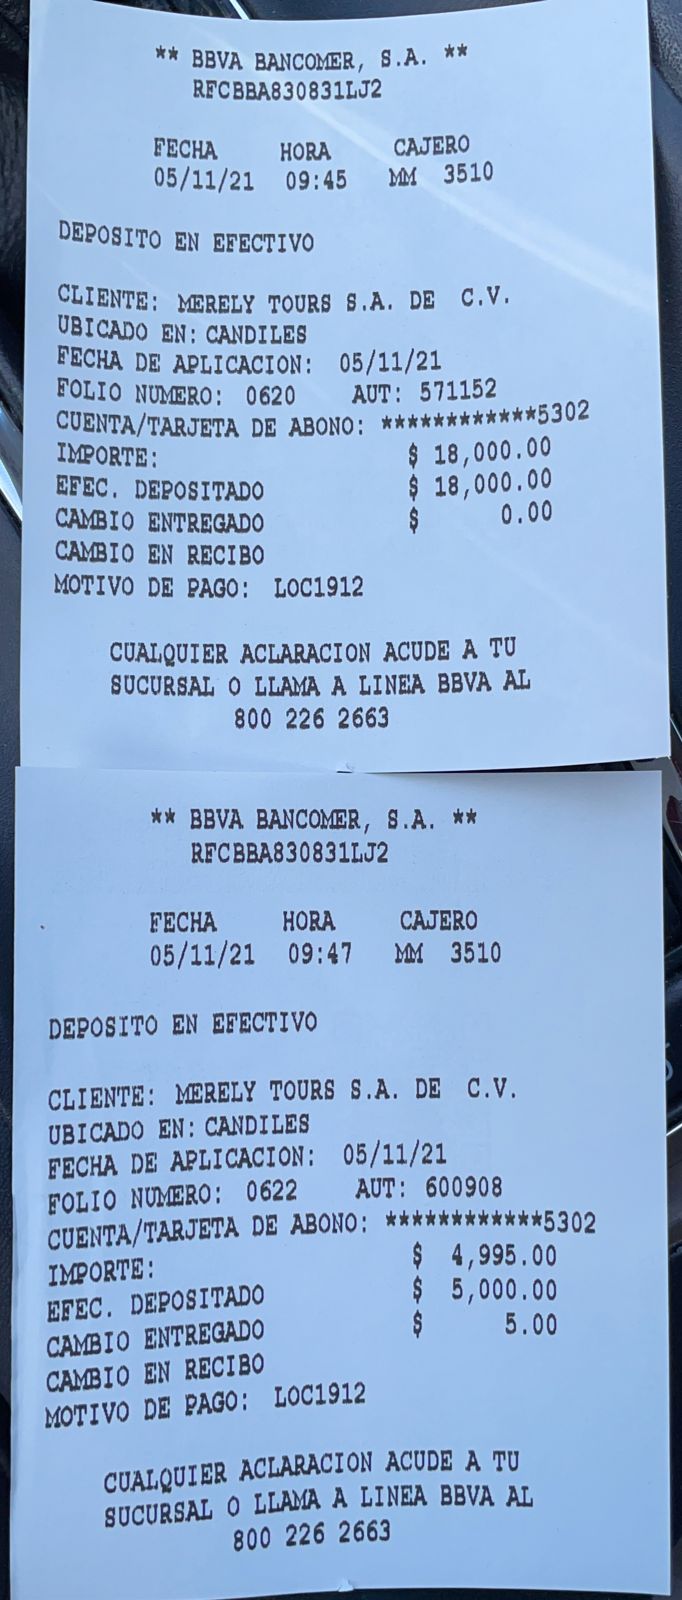 ** BBVA BANCOMER, S.A. **
RFCBBA830831LJ2
FECHA HORA CAJERO
05/11/21 09:45 MM 3510
DEPOSITO EN EFECTIVO
CLIENTE: MERELY TOURS S.A. DE C.V.
UBICADO EN: CANDILES
FECHA DE APLICACION: 05/11/21
FOLIO NUMERO: 0620 AUT: 571152
CUENTA/TARJETA DE ABONO: ************5302
IMPORTE: $ 18,000.00
EFEC. DEPOSITADO $ 18,000.00
CAMBIO ENTREGADO $ 0.00
CAMBIO EN RECIBO
MOTIVO DE PAGO: LOC1912
CUALQUIER ACLARACION ACUDE A TU
SUCURSAL O LLAMA A LINEA BBVA AL
800 226 2663
** BBVA BANCOMER, S.A. **
RFCBBA830831LJ2
FECHA HORA CAJERO
05/11/21 09:47 MM 3510
DEPOSITO EN EFECTIVO
CLIENTE: MERELY TOURS S.A. DE C.V.
UBICADO EN: CANDILES
FECHA DE APLICACION: 05/11/21
FOLIO NUMERO: 0622 AUT: 600908
CUENTA/TARJETA DE ABONO: ************5302
IMPORTE: $ 4,995.00
EFEC. DEPOSITADO $ 5,000.00
CAMBIO ENTREGADO $ 5.00
CAMBIO EN RECIBO
MOTIVO DE PAGO: LOC1912
CUALQUIER ACLARACION ACUDE A TU
SUCURSAL O LLAMA A LINEA BBVA AL
800 226 2663